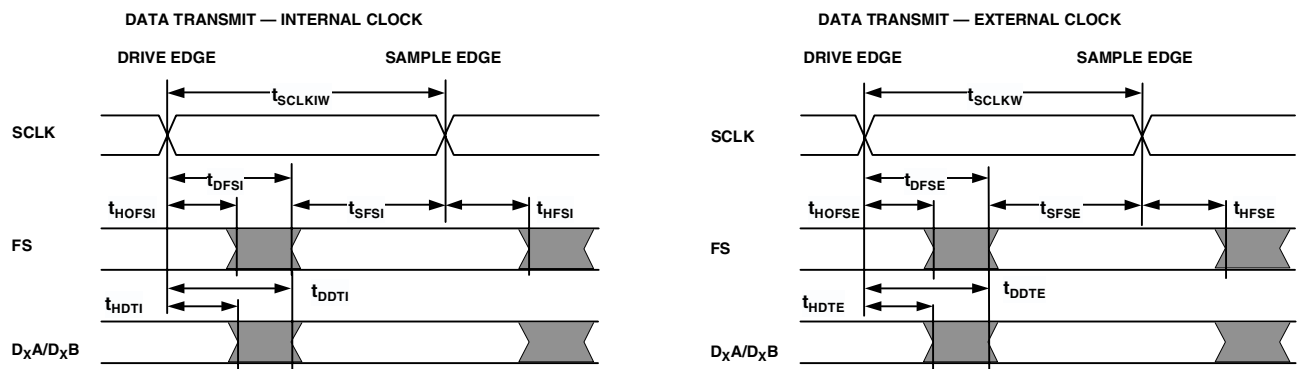 DATA TRANSMIT — INTERNAL CLOCK
DRIVE EDGE
SAMPLE EDGE
tSCLKIW
SCLK
tDFSI
tHOFSI
tSFSI
tHFSI
FS
tDDTI
tHDTI
DXA/DXB
DATA TRANSMIT — EXTERNAL CLOCK
DRIVE EDGE
SAMPLE EDGE
tSCLKW
SCLK
tDFSE
tHOFSE
tSFSE
tHFSE
FS
tDDTE
tHDTE
DXA/DXB